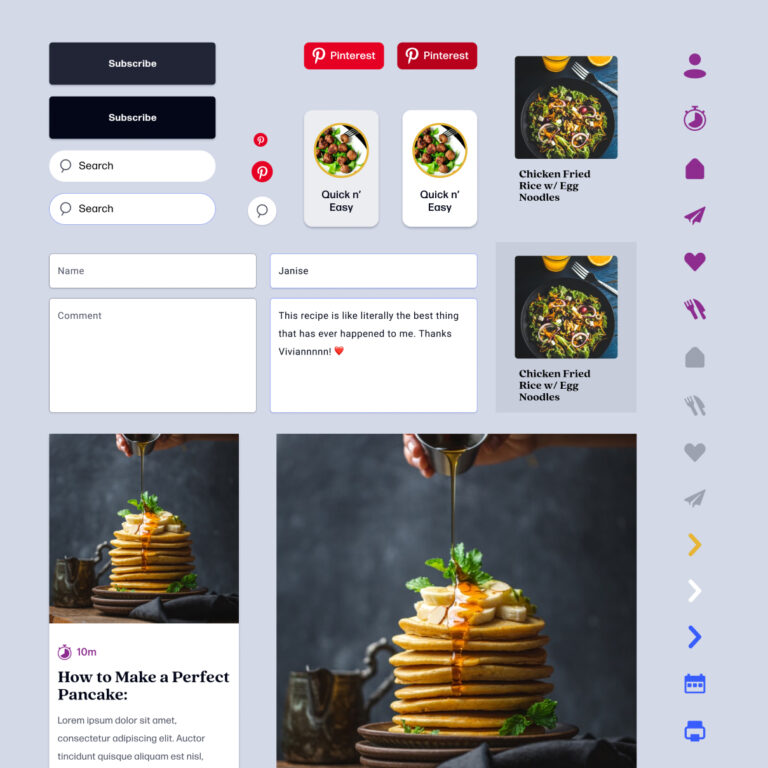 Subscribe
Subscribe
Search
Search
Pinterest
Pinterest
Quick n'
Easy
Quick n'
Easy
Chicken Fried
Rice w/ Egg
Noodles
Name
Janise
Comment
This recipe is like literally the best thing
that has ever happened to me. Thanks
Viviannnnn! ❤️
Chicken Fried
Rice w/ Egg
Noodles
10m
How to Make a Perfect
Pancake:
Lorem ipsum dolor sit amet,
consectetur adipiscing elit. Auctor
tincidunt quisque aliquam est nisl,